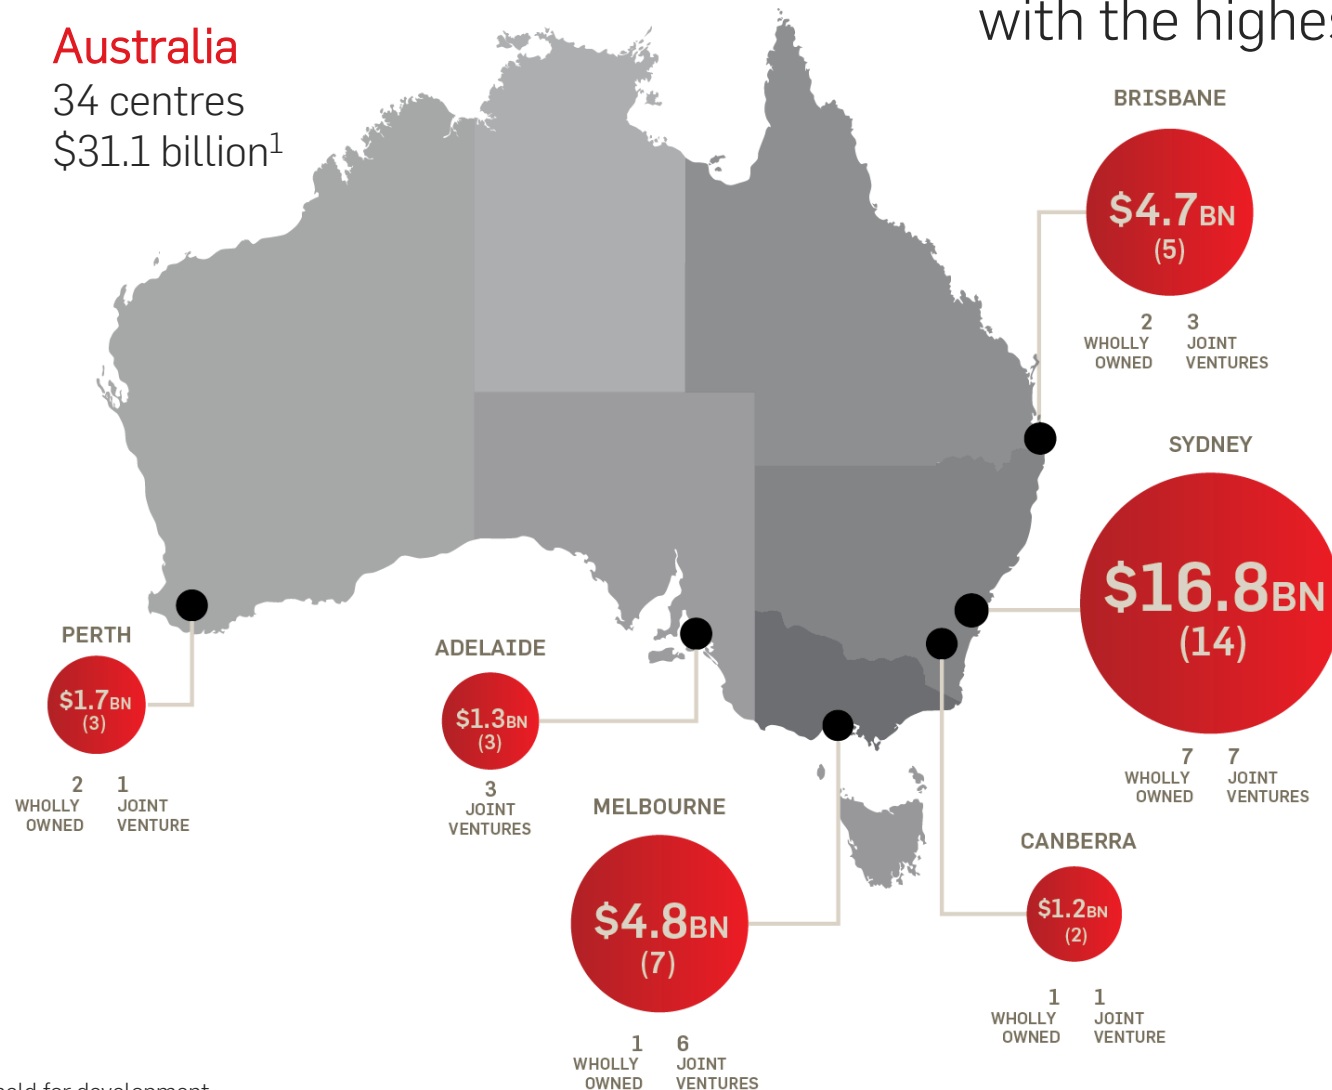 with the highes
Australia
34 centres
$31.1 billion¹
BRISBANE
$4.7BN
(5)
2 3
WHOLLY JOINT
OWNED VENTURES
SYDNEY
$16.8BN
(14)
7 7
WHOLLY JOINT
OWNED VENTURES
PERTH
$1.7BN
(3)
2 1
WHOLLY JOINT
OWNED VENTURE
ADELAIDE
$1.3BN
(3)
3
JOINT
VENTURES
MELBOURNE
$4.8BN
(7)
1 6
WHOLLY JOINT
OWNED VENTURES
CANBERRA
$1.2BN
(2)
1 1
WHOLLY JOINT
OWNED VENTURE
for development